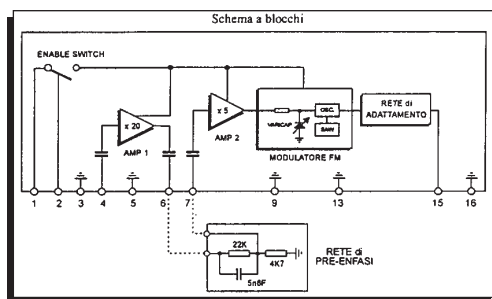 Schema a blocchi
ENABLE SWITCH
x 20
AMP 1
x 5
AMP 2
VARICAP
OSC.
SAW
MODULATORE FM
RETE di
ADATTAMENTO
1 2 3 4 5 6 7 9 13 15 16
22K
4K7
5n6F
RETE di
PRE-ENFASI